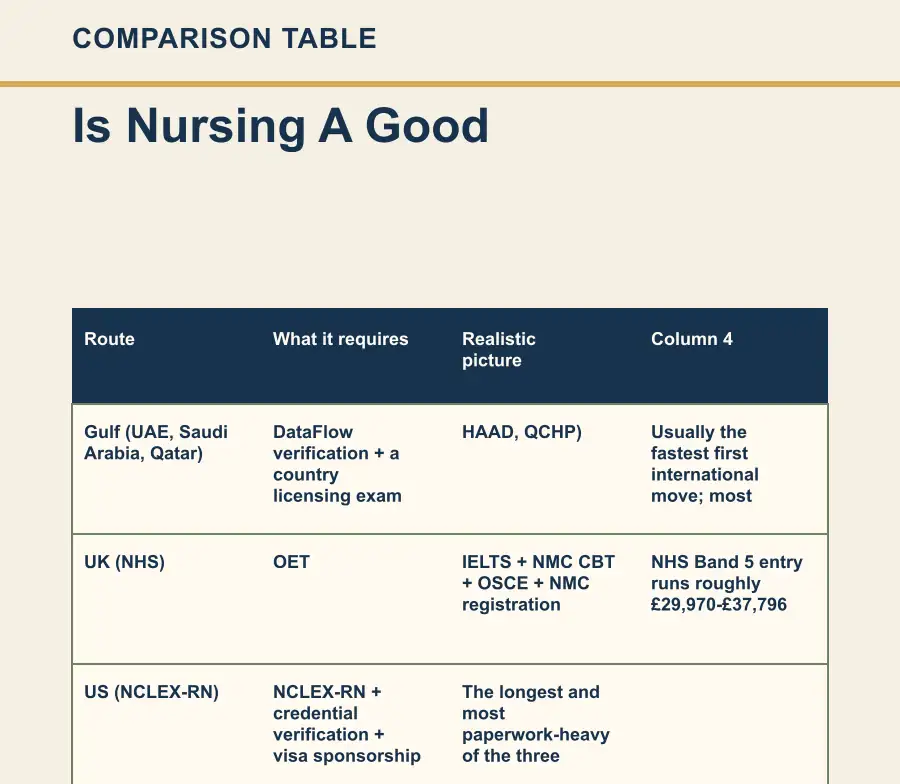 COMPARISON TABLE
Is Nursing A Good
Route
What it requires
Realistic
picture
Column 4
Gulf (UAE, Saudi
Arabia, Qatar)
DataFlow
verification + a
country
licensing exam
HAAD, QCHP)
Usually the
fastest first
international
move; most
UK (NHS)
OET
IELTS + NMC CBT
+ OSCE + NMC
registration
NHS Band 5 entry
runs roughly
£29,970-£37,796
US (NCLEX-RN)
NCLEX-RN +
credential
verification +
visa sponsorship
The longest and
most
paperwork-heavy
of the three